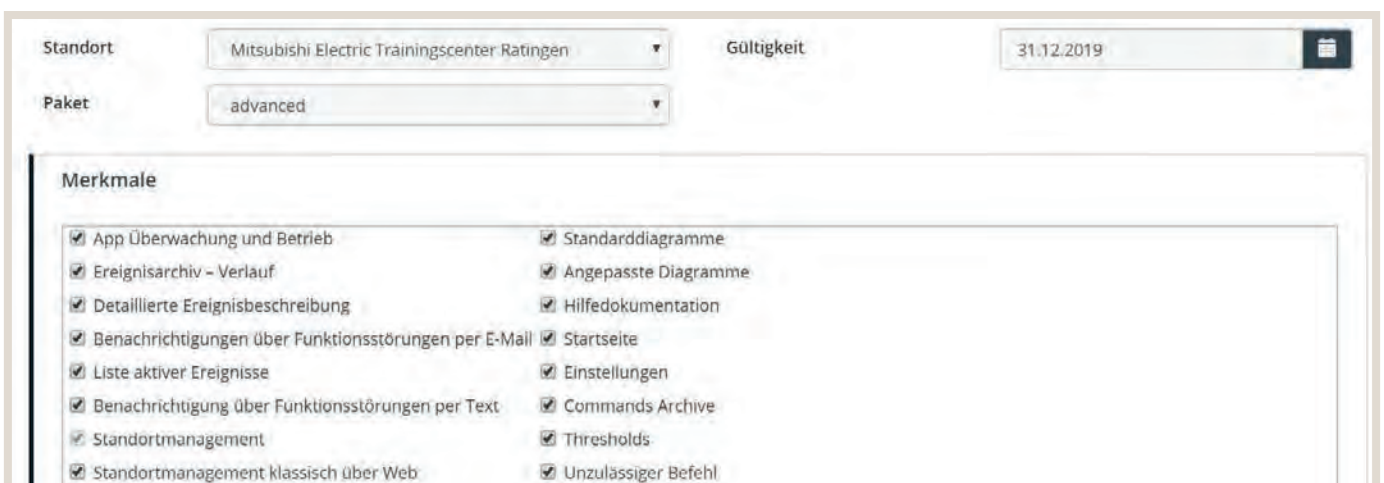 Standort Mitsubishi Electric Trainingscenter Ratingen Gültigkeit 31.12.2019
Paket advanced
Merkmale
App Überwachung und Betrieb Standarddiagramme
Ereignisarchiv – Verlauf Angepasste Diagramme
Detaillierte Ereignisbeschreibung Hilfedokumentation
Benachrichtigungen über Funktionsstörungen per E-Mail Startseite
Liste aktiver Ereignisse Einstellungen
Benachrichtigung über Funktionsstörungen per Text Commands Archive
Standortmanagement Thresholds
Standortmanagement klassisch über Web Unzulässiger Befehl